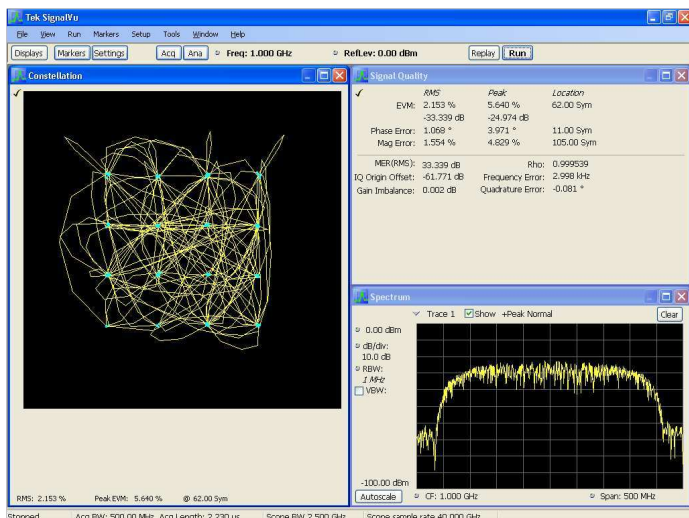 Tek SignalVu
File View Run Markers Setup Tools Window Help
Displays Markers Settings Acq Ana Freq: 1.000 GHz RefLev: 0.00 dBm Replay Run
Constellation
RMS: 2.153 % Peak EVM: 5.640 % @ 62.00 Sym
Signal Quality
RMS Peak Location
EVM: 2.153 % 5.640 % 62.00 Sym
-33.339 dB -24.974 dB
Phase Error: 1.068 ° 3.971 ° 11.00 Sym
Mag Error: 1.554 % 4.829 % 105.00 Sym
MER(RMS): 33.339 dB Rho: 0.999539
IQ Origin Offset: -61.771 dB Frequency Error: 2.998 kHz
Gain Imbalance: 0.002 dB Quadrature Error: -0.081 °
Spectrum
Trace 1 Show +Peak Normal Clear
0.00 dBm
dB/div:
10.0 dB
RBW:
1 MHz
VBW:
-100.00 dBm
Autoscale CF: 1.000 GHz Span: 500 MHz
Stopped Acq BW: 500.00 MHz, Acq Length: 2.230 us Scope BW 2.500 GHz Scope sample rate 40.000 GHz